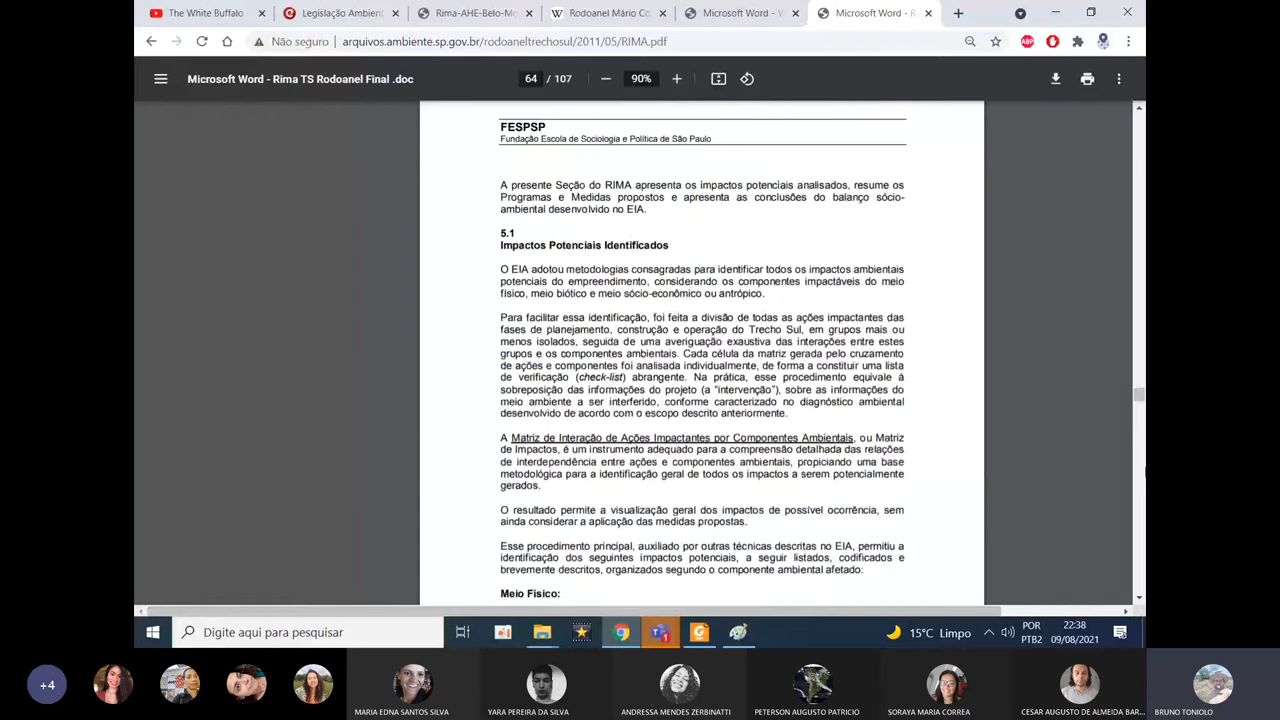 The White Buffalo
Legislação Ambient
Rima-AHE-Belo-Mo
Rodoanel Mário Co
Microsoft Word - V
Microsoft Word - R
Não seguro
arquivos.ambiente.sp.gov.br/rodoaneltrechosul/2011/05/RIMA.pdf
ABP
Microsoft Word - Rima TS Rodoanel Final .doc
64 / 107
90%
FESPSP
Fundação Escola de Sociologia e Política de São Paulo
A presente Seção do RIMA apresenta os impactos potenciais analisados, resume os
Programas e Medidas propostos e apresenta as conclusões do balanço sócio-
ambiental desenvolvido no EIA.
5.1
Impactos Potenciais Identificados
O EIA adotou metodologias consagradas para identificar todos os impactos ambientais
potenciais do empreendimento, considerando os componentes impactáveis do meio
físico, meio biótico e meio sócio-econômico ou antrópico.
Para facilitar essa identificação, foi feita a divisão de todas as ações impactantes das
fases de planejamento, construção e operação do Trecho Sul, em grupos mais ou
menos isolados, seguida de uma averiguação exaustiva das interações entre estes
grupos e os componentes ambientais. Cada célula da matriz gerada pelo cruzamento
de ações e componentes foi analisada individualmente, de forma a constituir uma lista
de verificação (check-list) abrangente. Na prática, esse procedimento equivale à
sobreposição das informações do projeto (a “intervenção”), sobre as informações do
meio ambiente a ser interferido, conforme caracterizado no diagnóstico ambiental
desenvolvido de acordo com o escopo descrito anteriormente.
A Matriz de Interação de Ações Impactantes por Componentes Ambientais, ou Matriz
de Impactos, é um instrumento adequado para a compreensão detalhada das relações
de interdependência entre ações e componentes ambientais, propiciando uma base
metodológica para a identificação geral de todos os impactos a serem potencialmente
gerados.
O resultado permite a visualização geral dos impactos de possível ocorrência, sem
ainda considerar a aplicação das medidas propostas.
Esse procedimento principal, auxiliado por outras técnicas descritas no EIA, permitiu a
identificação dos seguintes impactos potenciais, a seguir listados, codificados e
brevemente descritos, organizados segundo o componente ambiental afetado:
Meio Físico:
Digite aqui para pesquisar
15°C Limpo
POR
PTB2
22:38
09/08/2021
+4
MARIA EDNA SANTOS SILVA
YARA PEREIRA DA SILVA
ANDRESSA MENDES ZERBINATTI
PETERSON AUGUSTO PATRICIO
SORAYA MARIA CORREA
CESAR AUGUSTO DE ALMEIDA BAR...
BRUNO TONIOLO